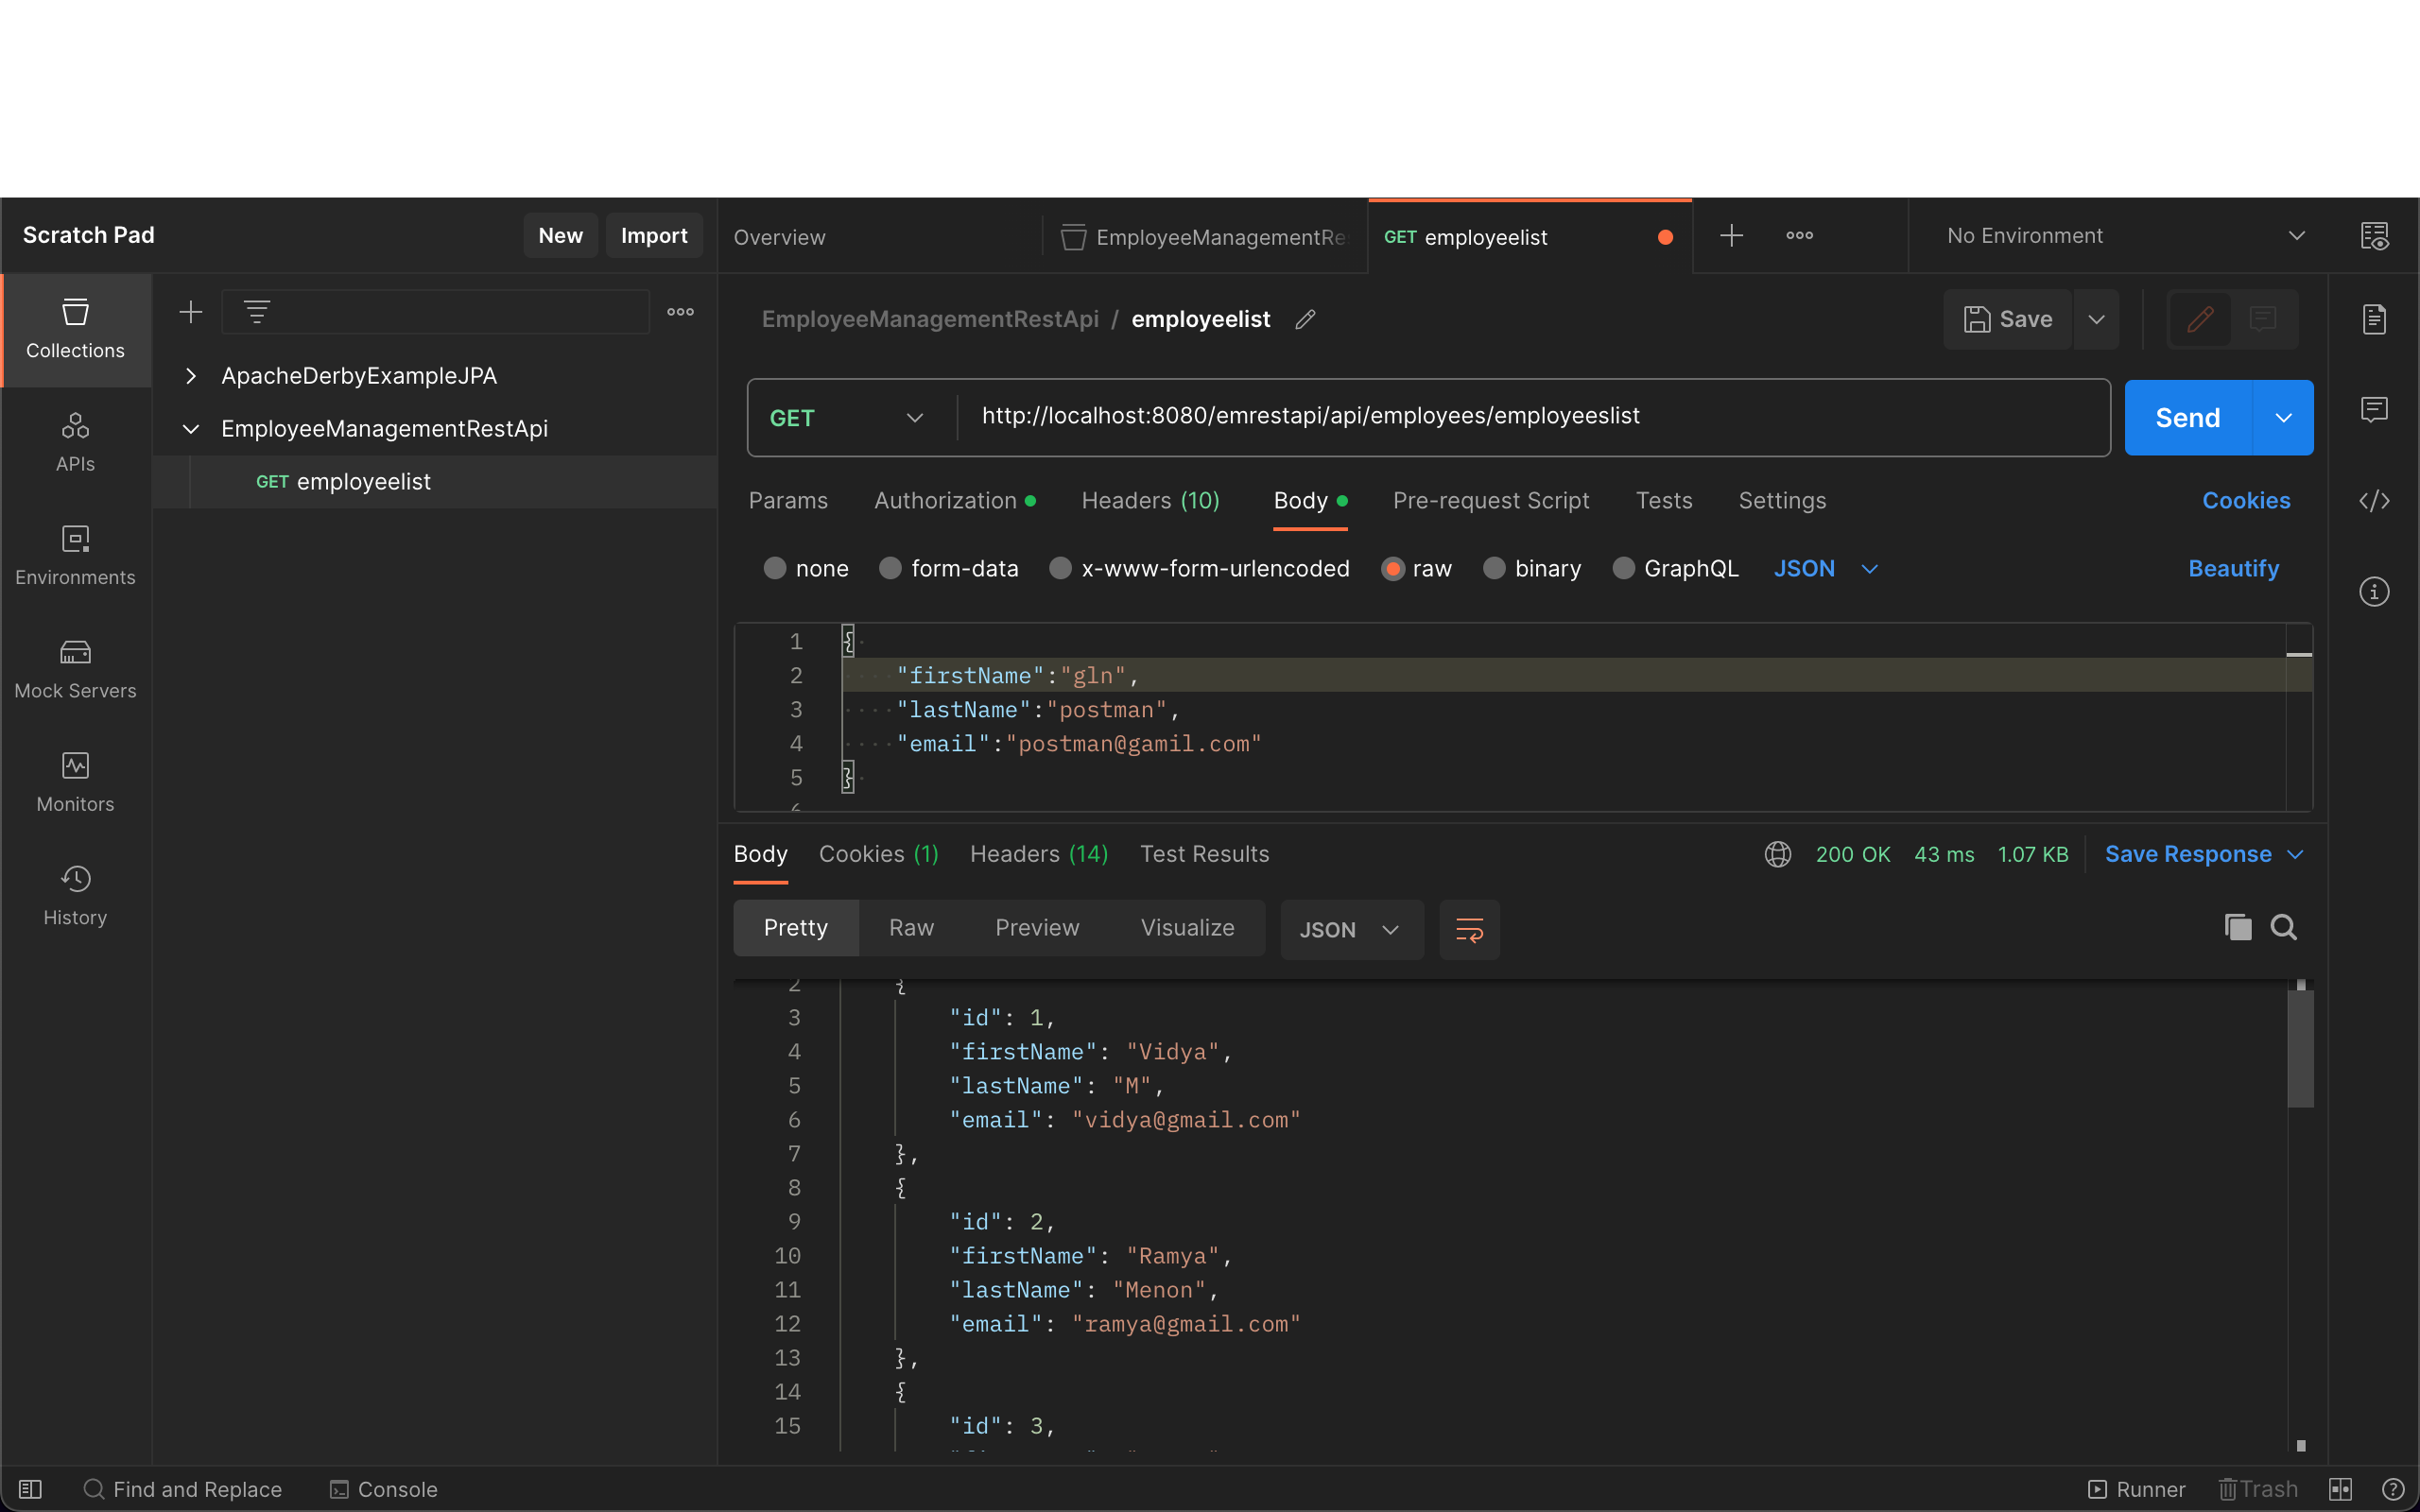 Scratch Pad
New
Import
Overview
EmployeeManagementRe
GET employeelist
No Environment
Collections
APIs
Environments
Mock Servers
Monitors
History
ApacheDerbyExampleJPA
EmployeeManagementRestApi
GET employeelist
EmployeeManagementRestApi / employeelist
Save
GET
http://localhost:8080/emrestapi/api/employees/employeeslist
Send
Params Authorization Headers (10) Body Pre-request Script Tests Settings Cookies
none form-data x-www-form-urlencoded raw binary GraphQL JSON Beautify
1 {
2 "firstName":"gln",
3 "lastName":"postman",
4 "email":"postman@gamil.com"
5 }
Body Cookies (1) Headers (14) Test Results 200 OK 43 ms 1.07 KB Save Response
Pretty Raw Preview Visualize JSON
2 {
3 "id": 1,
4 "firstName": "Vidya",
5 "lastName": "M",
6 "email": "vidya@gmail.com"
7 },
8 {
9 "id": 2,
10 "firstName": "Ramya",
11 "lastName": "Menon",
12 "email": "ramya@gmail.com"
13 },
14 {
15 "id": 3,
Find and Replace Console Runner Trash